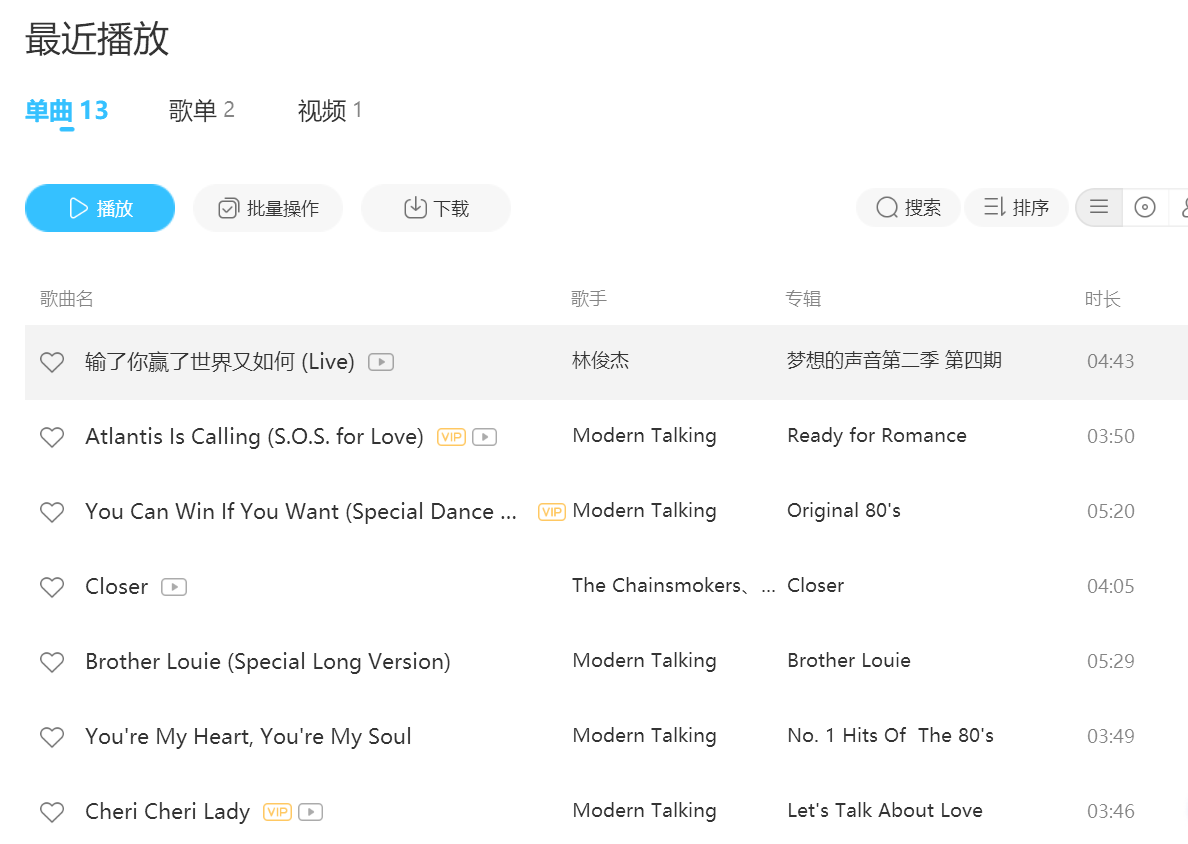 最近播放
单曲 13 歌单 2 视频 1
播放 批量操作 下载 搜索 排序
歌曲名 歌手 专辑 时长
输了你赢了世界又如何 (Live) 林俊杰 梦想的声音第二季 第四期 04:43
Atlantis Is Calling (S.O.S. for Love) VIP Modern Talking Ready for Romance 03:50
You Can Win If You Want (Special Dance ... VIP Modern Talking Original 80's 05:20
Closer The Chainsmokers、... Closer 04:05
Brother Louie (Special Long Version) Modern Talking Brother Louie 05:29
You're My Heart, You're My Soul Modern Talking No. 1 Hits Of  The 80's 03:49
Cheri Cheri Lady VIP Modern Talking Let's Talk About Love 03:46